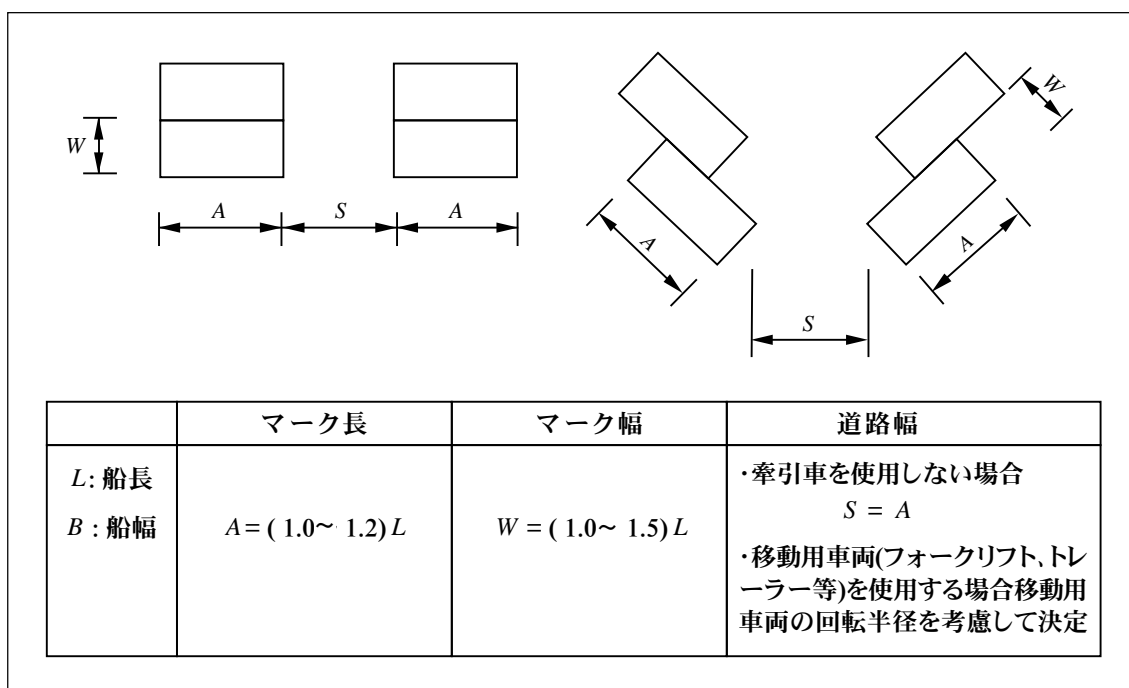 W
A
S
A
A
S
A
W
マーク長
マーク幅
道路幅
L: 船長
B : 船幅
A = ( 1.0~ 1.2) L
W = ( 1.0~ 1.5) L
・牽引車を使用しない場合
S = A
・移動用車両(フォークリフト、トレ
ーラー等)を使用する場合移動用
車両の回転半径を考慮して決定